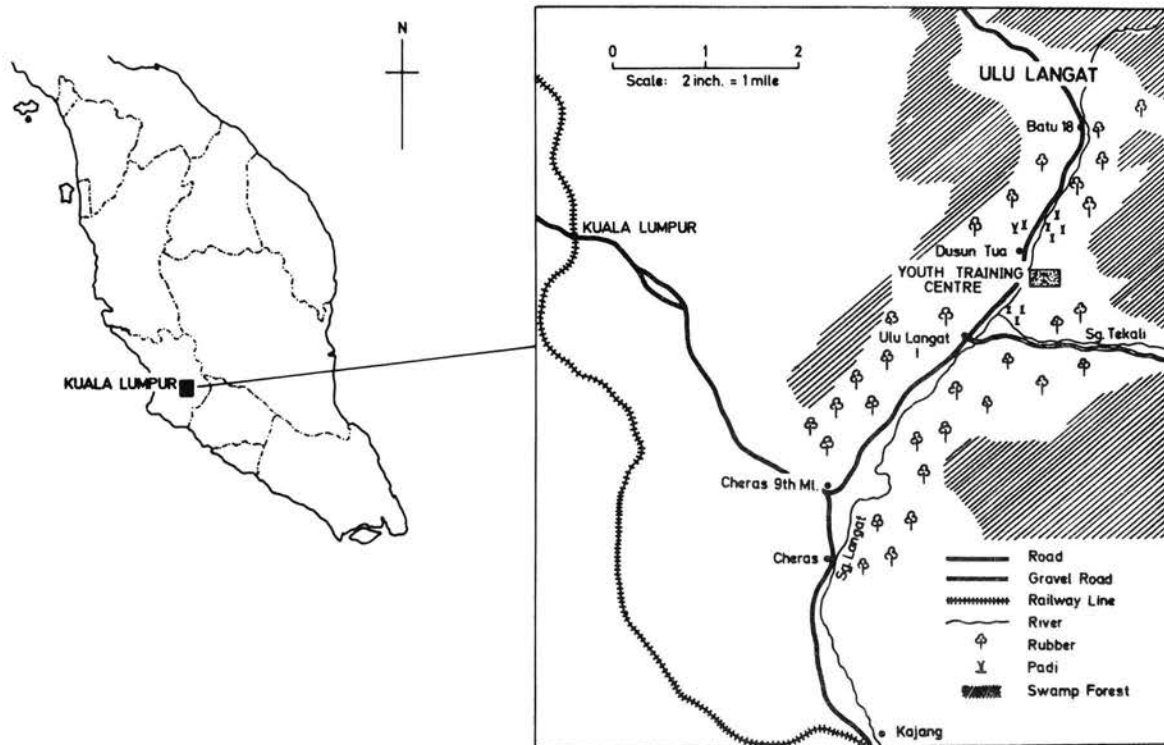 N
KUALA LUMPUR
0 1 2
Scale: 2 inch. = 1 mile
ULU LANGAT
Batu 18
KUALA LUMPUR
Dusun Tua
YOUTH TRAINING
CENTRE
Ulu Langat
Sg. Tekali
Cheras 9th Ml.
Cheras
Sg. Langat
Kajang
Road
Gravel Road
Railway Line
River
Rubber
Padi
Swamp Forest